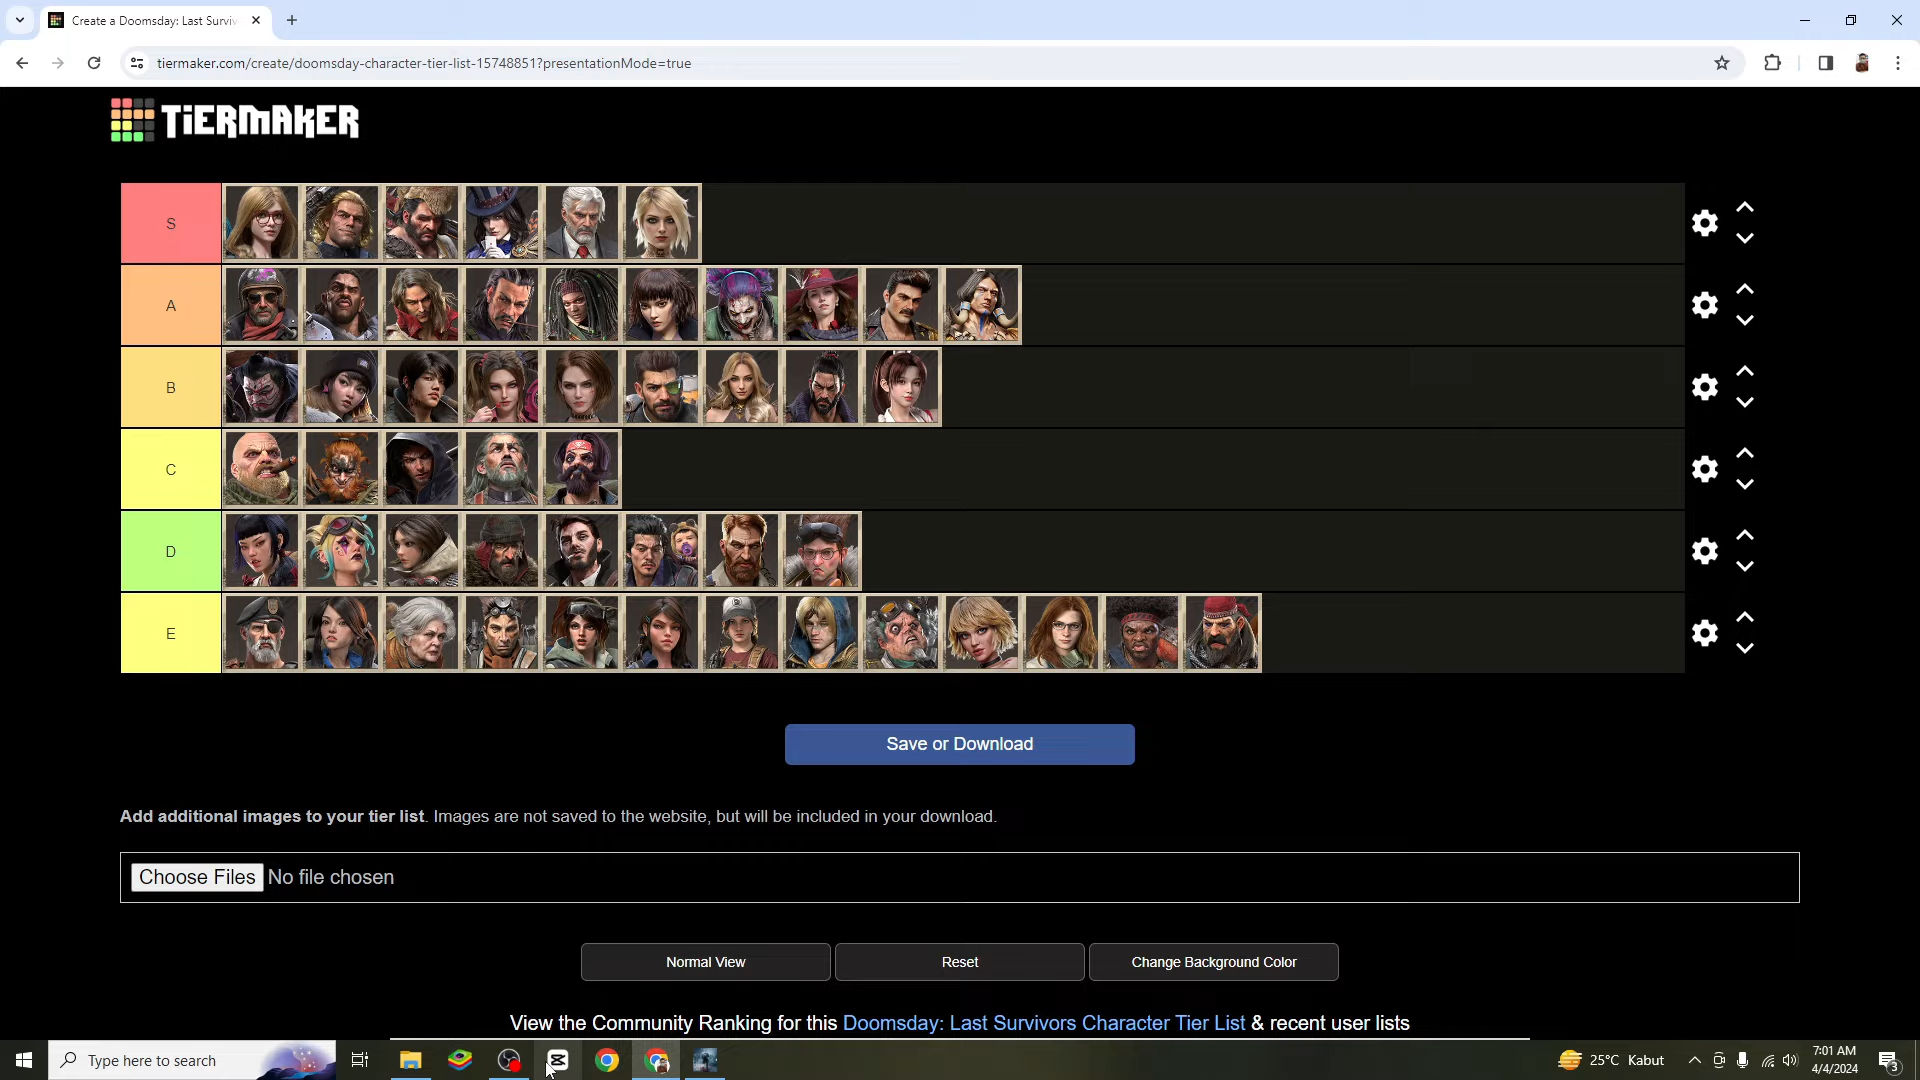 Create a Doomsday: Last Surviv
tiermaker.com/create/doomsday-character-tier-list-15748851?presentationMode=true
TiERMAKER
S
A
B
C
D
E
Save or Download
Add additional images to your tier list. Images are not saved to the website, but will be included in your download.
Choose Files No file chosen
Normal View
Reset
Change Background Color
View the Community Ranking for this Doomsday: Last Survivors Character Tier List & recent user lists
Type here to search
25°C Kabut
7:01 AM
4/4/2024
3